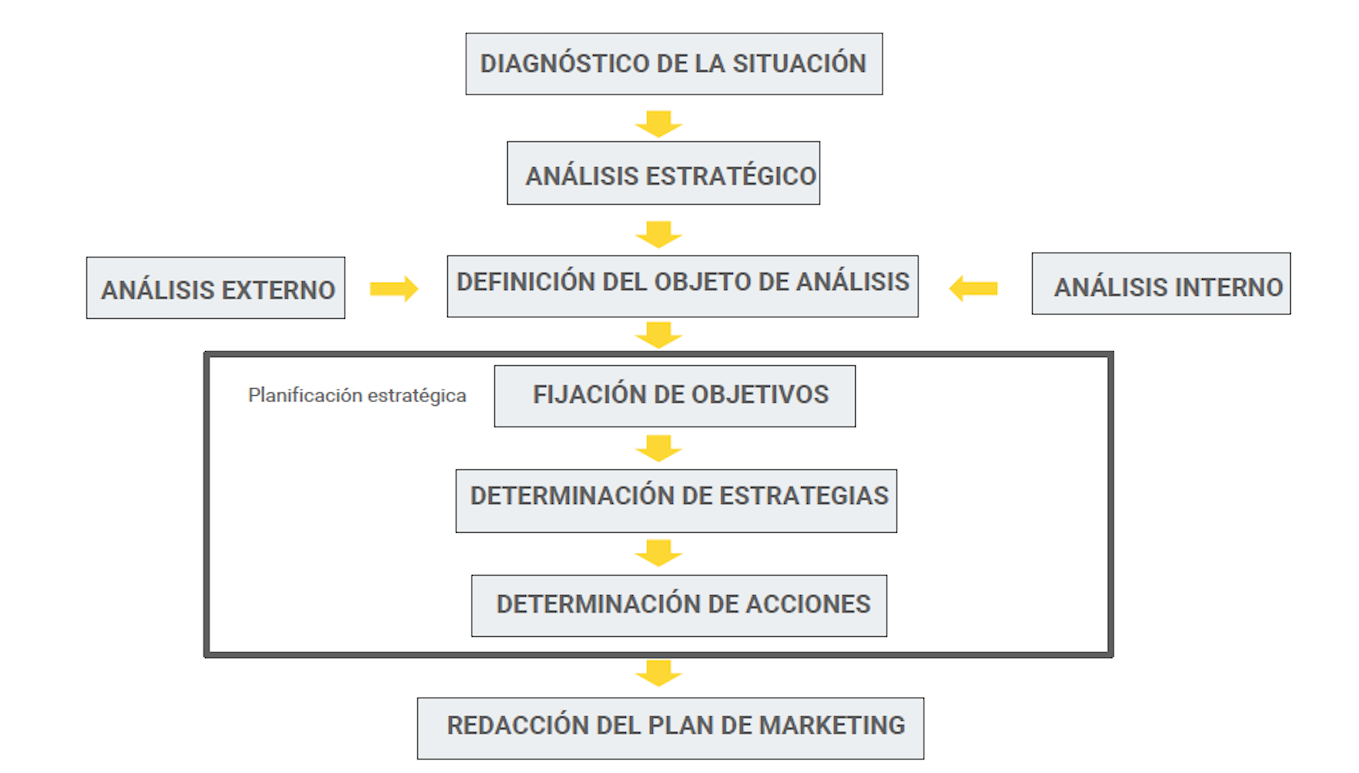 DIAGNÓSTICO DE LA SITUACIÓN
ANÁLISIS ESTRATÉGICO
ANÁLISIS EXTERNO
DEFINICIÓN DEL OBJETO DE ANÁLISIS
ANÁLISIS INTERNO
Planificación estratégica
FIJACIÓN DE OBJETIVOS
DETERMINACIÓN DE ESTRATEGIAS
DETERMINACIÓN DE ACCIONES
REDACCIÓN DEL PLAN DE MARKETING